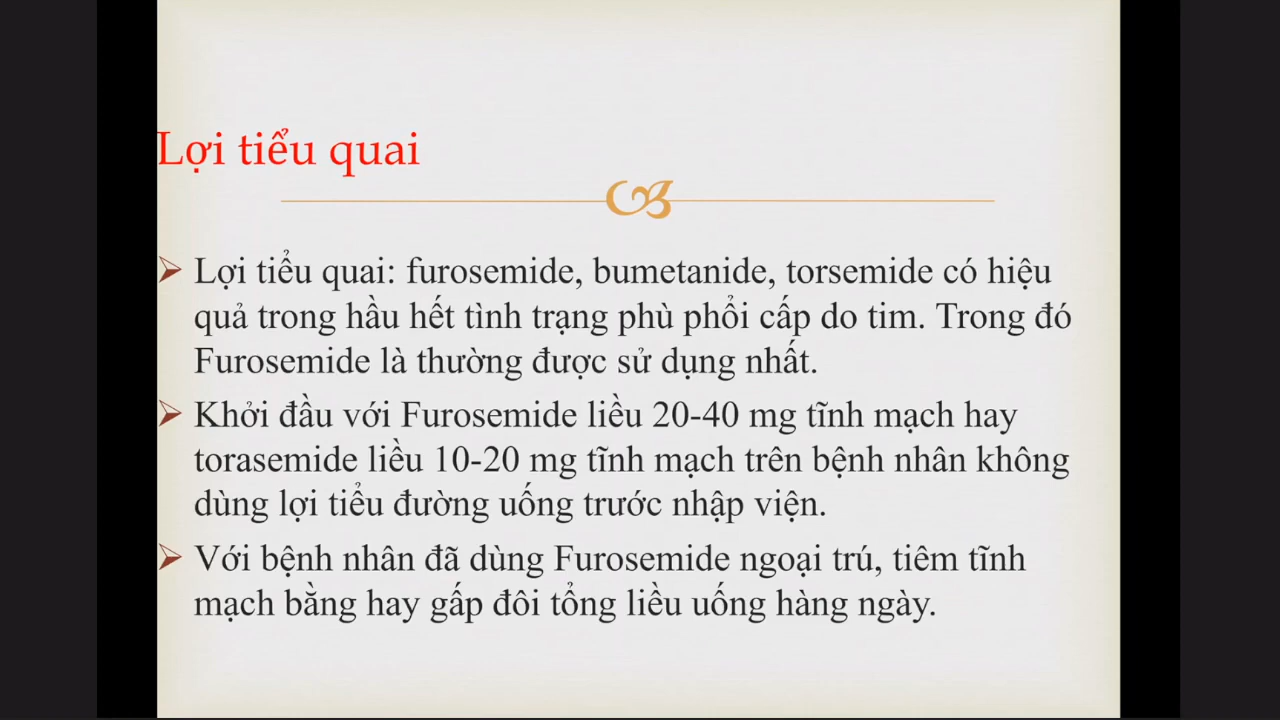 Lợi tiểu quai
Lợi tiểu quai: furosemide, bumetanide, torsemide có hiệu
quả trong hầu hết tình trạng phù phổi cấp do tim. Trong đó
Furosemide là thường được sử dụng nhất.
Khởi đầu với Furosemide liều 20-40 mg tĩnh mạch hay
torasemide liều 10-20 mg tĩnh mạch trên bệnh nhân không
dùng lợi tiểu đường uống trước nhập viện.
Với bệnh nhân đã dùng Furosemide ngoại trú, tiêm tĩnh
mạch bằng hay gấp đôi tổng liều uống hàng ngày.